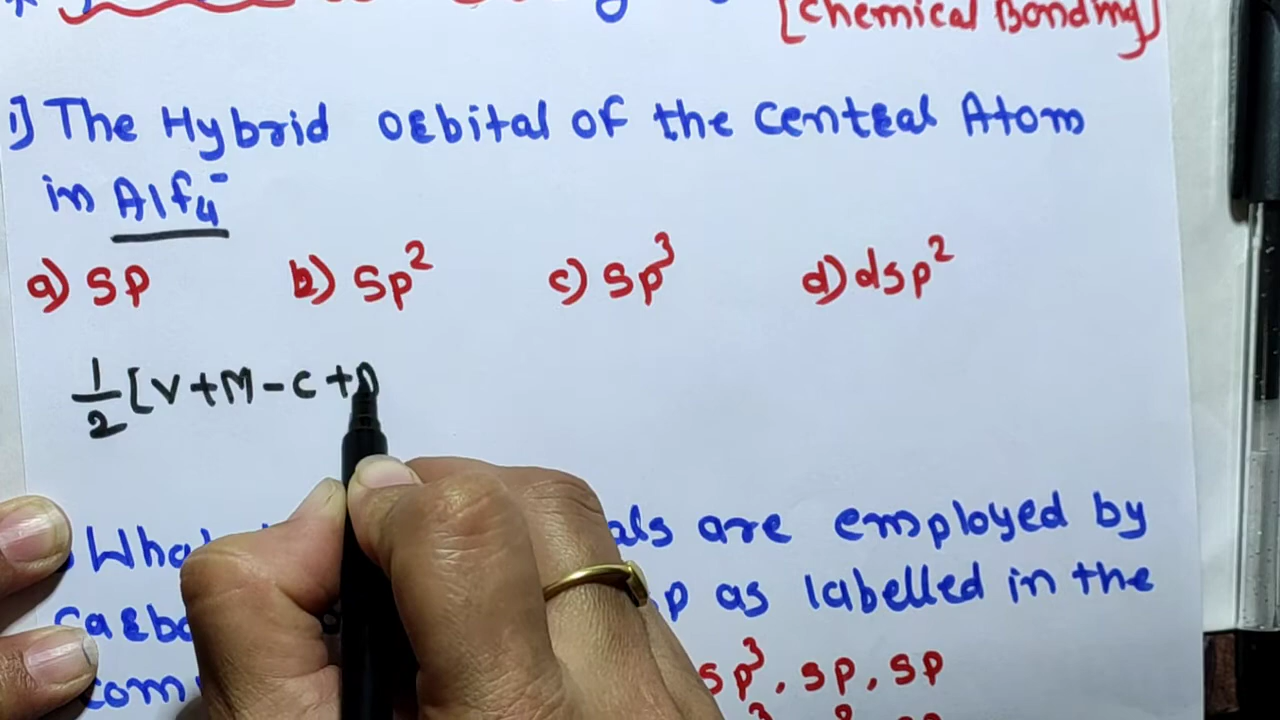 [Chemical Bonding]
1) The Hybrid orbital of the central Atom
in AlF4-
a) sp b) sp2 c) sp3 d) dsp2
1/2 [V+M-C+A
als are employed by
p as labelled in the
sp3, sp, sp